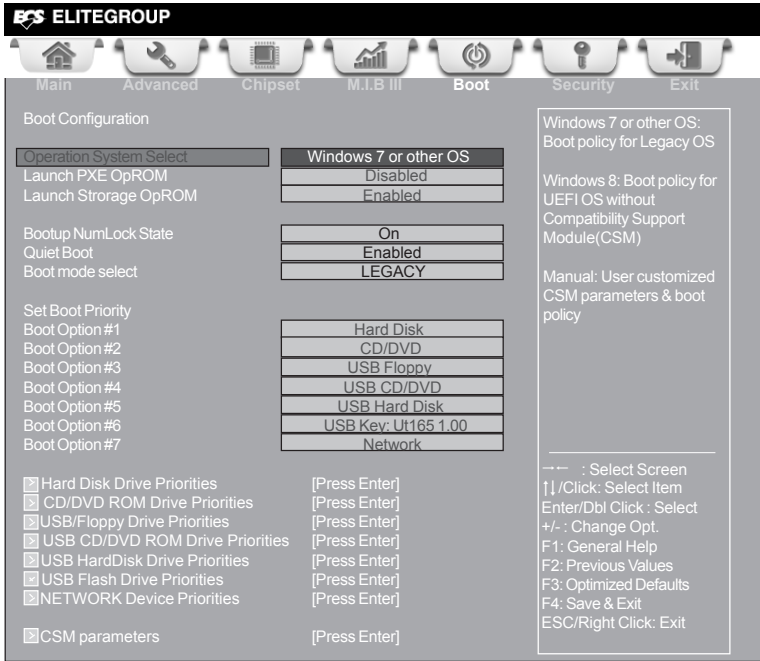 ECS ELITEGROUP
Main Advanced Chipset M.I.B III Boot Security Exit
Boot Configuration
Operation System Select Windows 7 or other OS
Launch PXE OpROM Disabled
Launch Strorage OpROM Enabled
Bootup NumLock State On
Quiet Boot Enabled
Boot mode select LEGACY
Set Boot Priority
Boot Option #1 Hard Disk
Boot Option #2 CD/DVD
Boot Option #3 USB Floppy
Boot Option #4 USB CD/DVD
Boot Option #5 USB Hard Disk
Boot Option #6 USB Key: Ut165 1.00
Boot Option #7 Network
Hard Disk Drive Priorities [Press Enter]
CD/DVD ROM Drive Priorities [Press Enter]
USB/Floppy Drive Priorities [Press Enter]
USB CD/DVD ROM Drive Priorities [Press Enter]
USB HardDisk Drive Priorities [Press Enter]
USB Flash Drive Priorities [Press Enter]
NETWORK Device Priorities [Press Enter]
CSM parameters [Press Enter]
Windows 7 or other OS:
Boot policy for Legacy OS
Windows 8: Boot policy for
UEFI OS without
Compatibility Support
Module(CSM)
Manual: User customized
CSM parameters & boot
policy
→← : Select Screen
↑↓/Click: Select Item
Enter/Dbl Click : Select
+/- : Change Opt.
F1: General Help
F2: Previous Values
F3: Optimized Defaults
F4: Save & Exit
ESC/Right Click: Exit